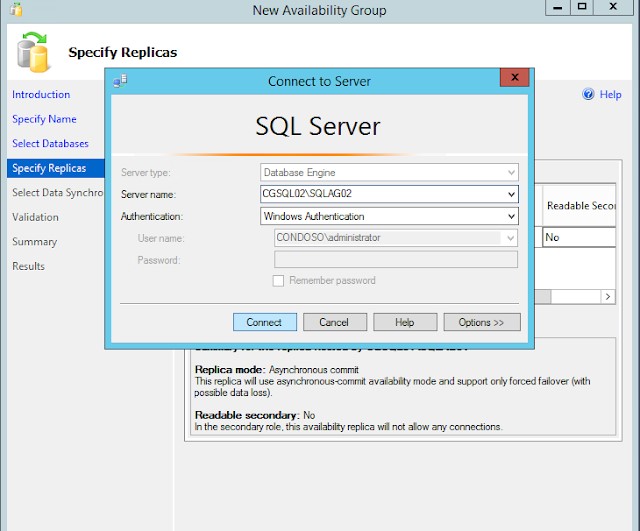 New Availability Group
Specify Replicas
Connect to Server
x
Introduction
Help
Specify Name
SQL Server
Select Databases
Specify Replicas
Server type:
Database Engine
Select Data Synchro
Server name:
CGSQL02\SQLAG02
Readable Secon
Validation
Authentication:
Windows Authentication
Summary
User name:
CONDOSO\administrator
No
Results
Password:
Remember password
Connect
Cancel
Help
Options >>
Replica mode: Asynchronous commit
This replica will use asynchronous-commit availability mode and support only forced failover (with
possible data loss).
Readable secondary: No
In the secondary role, this availability replica will not allow any connections.